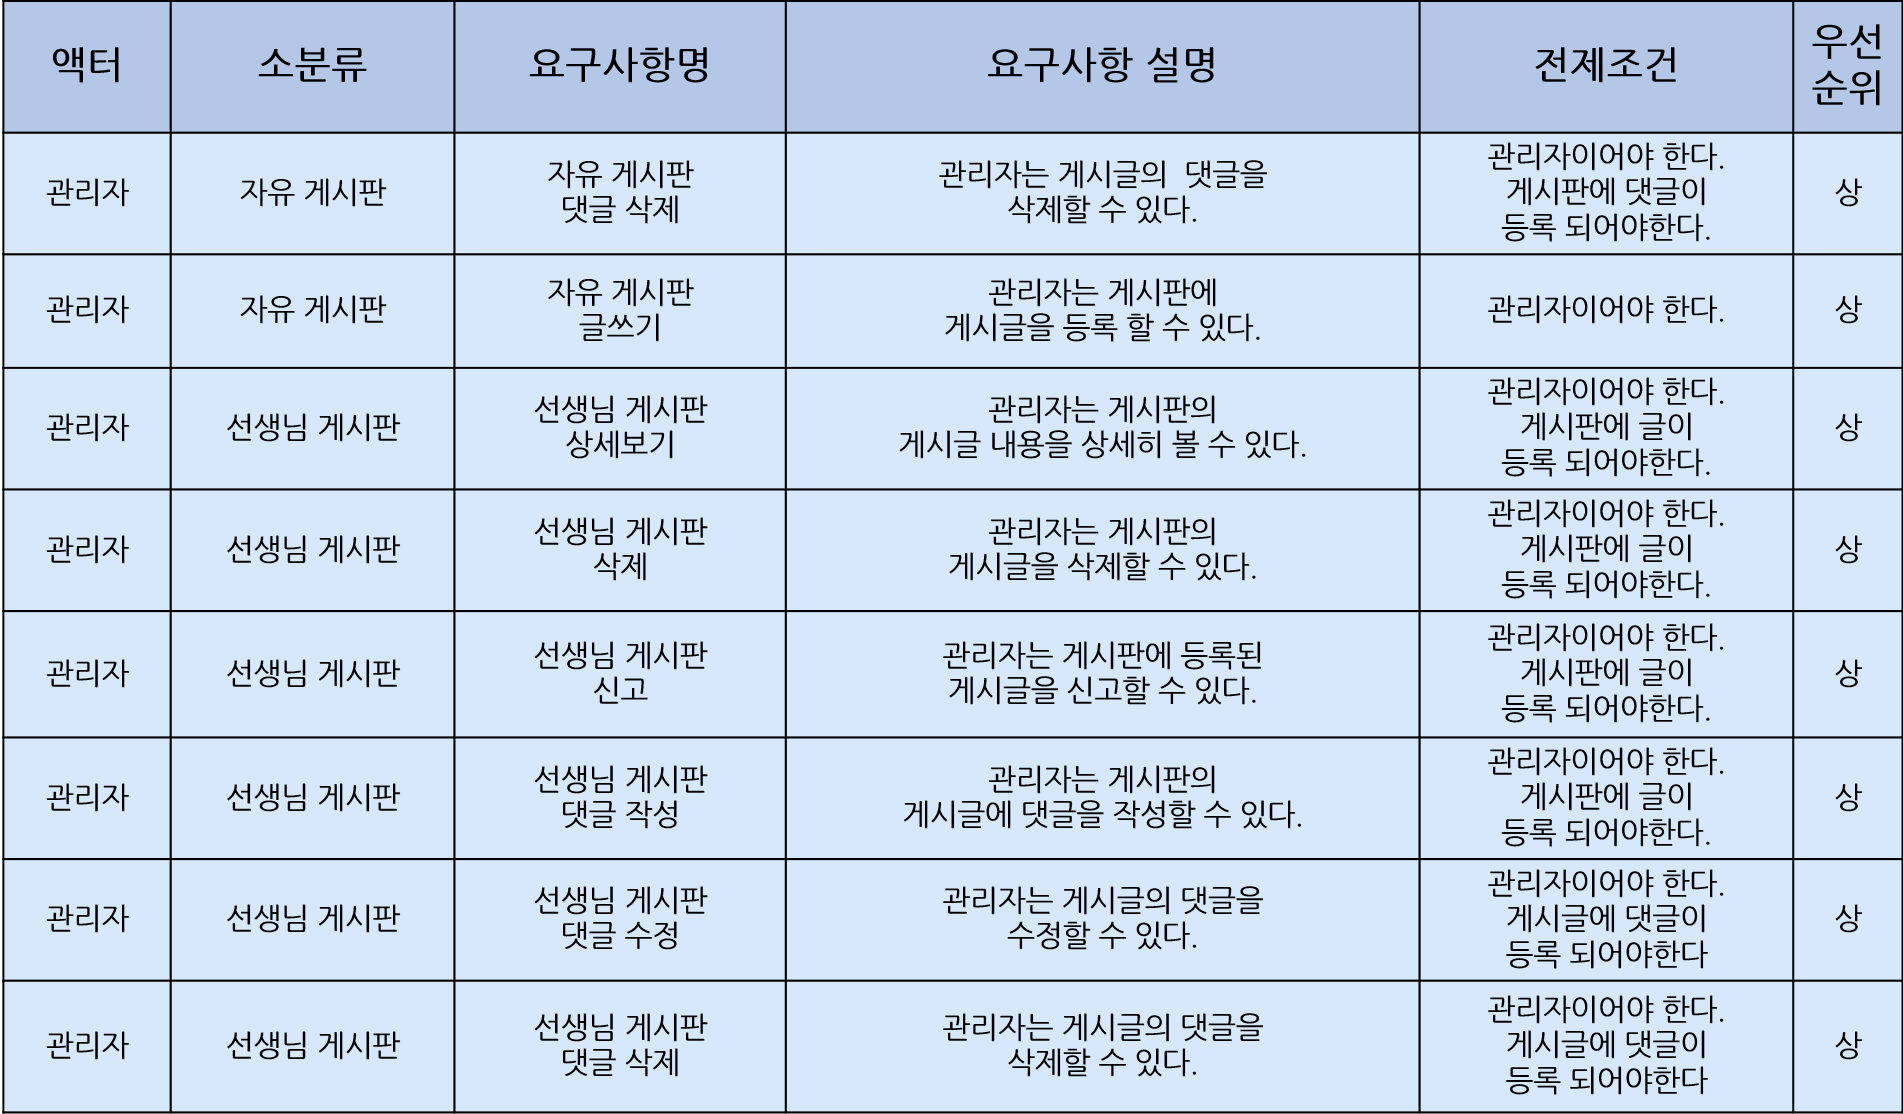 액터
소분류
요구사항명
요구사항 설명
전제조건
우선
순위
관리자
자유 게시판
자유 게시판
댓글 삭제
관리자는 게시글의  댓글을
삭제할 수 있다.
관리자이어야 한다.
게시판에 댓글이
등록 되어야한다.
상
관리자
자유 게시판
자유 게시판
글쓰기
관리자는 게시판에
게시글을 등록 할 수 있다.
관리자이어야 한다.
상
관리자
선생님 게시판
선생님 게시판
상세보기
관리자는 게시판의
게시글 내용을 상세히 볼 수 있다.
관리자이어야 한다.
게시판에 글이
등록 되어야한다.
상
관리자
선생님 게시판
선생님 게시판
삭제
관리자는 게시판의
게시글을 삭제할 수 있다.
관리자이어야 한다.
게시판에 글이
등록 되어야한다.
상
관리자
선생님 게시판
선생님 게시판
신고
관리자는 게시판에 등록된
게시글을 신고할 수 있다.
관리자이어야 한다.
게시판에 글이
등록 되어야한다.
상
관리자
선생님 게시판
선생님 게시판
댓글 작성
관리자는 게시판의
게시글에 댓글을 작성할 수 있다.
관리자이어야 한다.
게시판에 글이
등록 되어야한다.
상
관리자
선생님 게시판
선생님 게시판
댓글 수정
관리자는 게시글의 댓글을
수정할 수 있다.
관리자이어야 한다.
게시글에 댓글이
등록 되어야한다
상
관리자
선생님 게시판
선생님 게시판
댓글 삭제
관리자는 게시글의 댓글을
삭제할 수 있다.
관리자이어야 한다.
게시글에 댓글이
등록 되어야한다
상